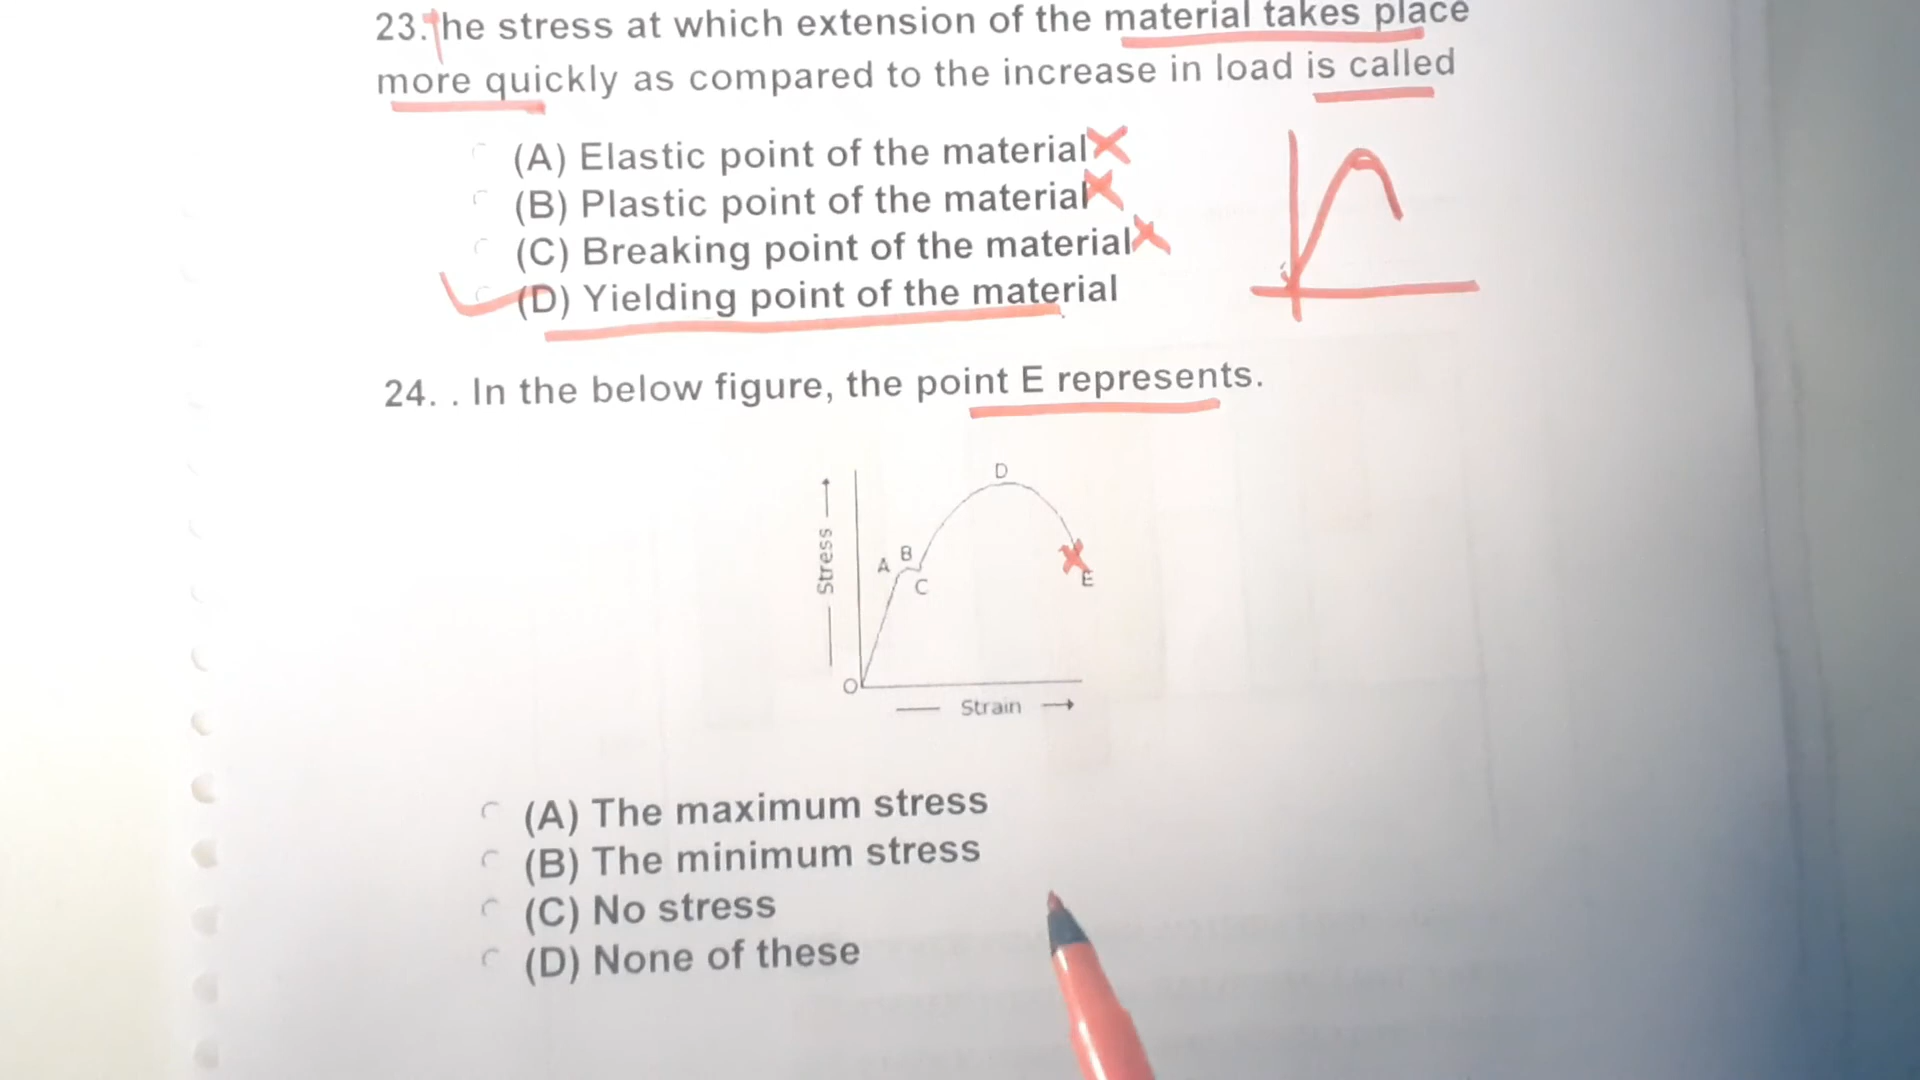 23. The stress at which extension of the material takes place
more quickly as compared to the increase in load is called
(A) Elastic point of the material
(B) Plastic point of the material
(C) Breaking point of the material
(D) Yielding point of the material
24. . In the below figure, the point E represents.
D
B
A
C
E
Stress
O
Strain
(A) The maximum stress
(B) The minimum stress
(C) No stress
(D) None of these